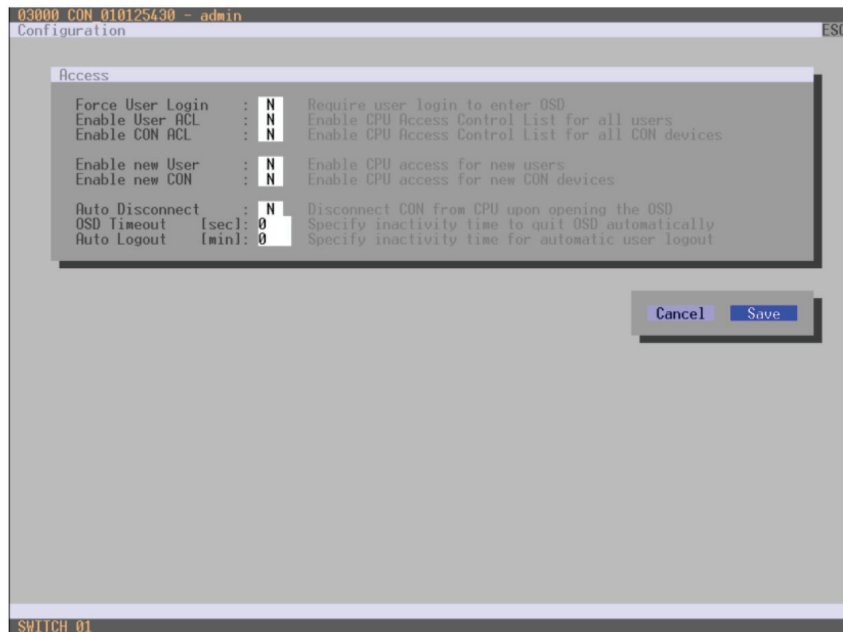 03000 CON_010125430 - admin
Configuration ESC
Access
Force User Login : N Require user login to enter OSD
Enable User ACL : N Enable CPU Access Control List for all users
Enable CON ACL : N Enable CPU Access Control List for all CON devices
Enable new User : N Enable CPU access for new users
Enable new CON : N Enable CPU access for new CON devices
Auto Disconnect : N Disconnect CON from CPU upon opening the OSD
OSD Timeout [sec]: 0 Specify inactivity time to quit OSD automatically
Auto Logout [min]: 0 Specify inactivity time for automatic user logout
Cancel Save
SWITCH_01